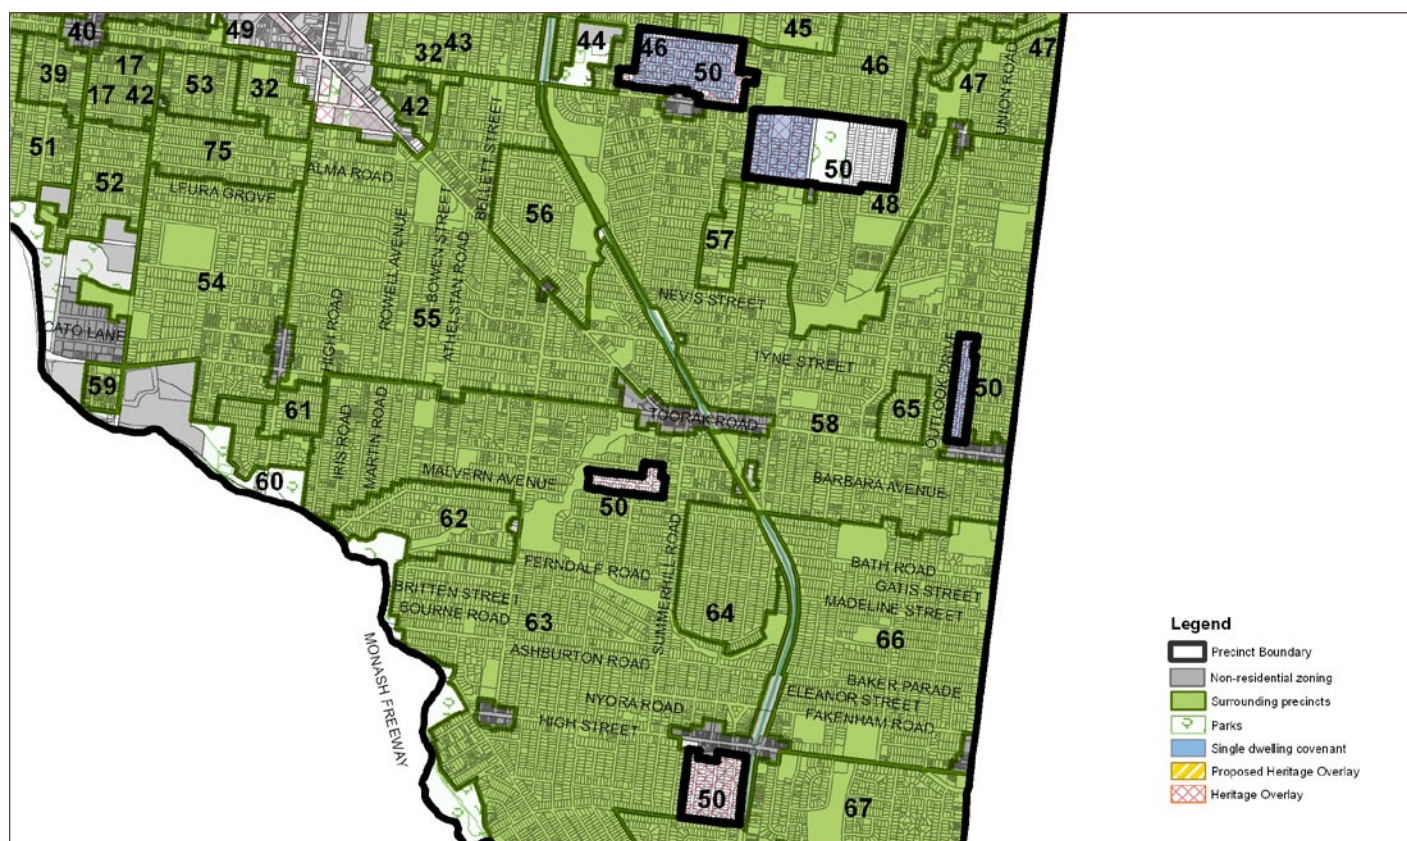 40
49
32
43
44
46
50
45
46
47
47
UNION ROAD
39
17
17
42
53
32
42
51
52
75
LEURA GROVE
ALMA ROAD
BELLETT STREET
50
48
56
57
54
ROWELL AVENUE
BOWEN STREET
ATHELSTAN ROAD
55
HIGH ROAD
NEVIS STREET
CATO LANE
TYNE STREET
OUTLOOK DRIVE
50
59
61
IRIS ROAD
MARTIN ROAD
TOORAK ROAD
58
65
60
MALVERN AVENUE
50
BARBARA AVENUE
62
SUMMERHILL ROAD
FERNDALE ROAD
BATH ROAD
GATIS STREET
MADELINE STREET
BRITTEN STREET
BOURNE ROAD
63
64
66
ASHBURTON ROAD
MONASH FREEWAY
BAKER PARADE
ELEANOR STREET
FAKENHAM ROAD
NYORA ROAD
HIGH STREET
50
67
Legend
Precinct Boundary
Non-residential zoning
Surrounding precincts
Parks
Single dwelling covenant
Proposed Heritage Overlay
Heritage Overlay